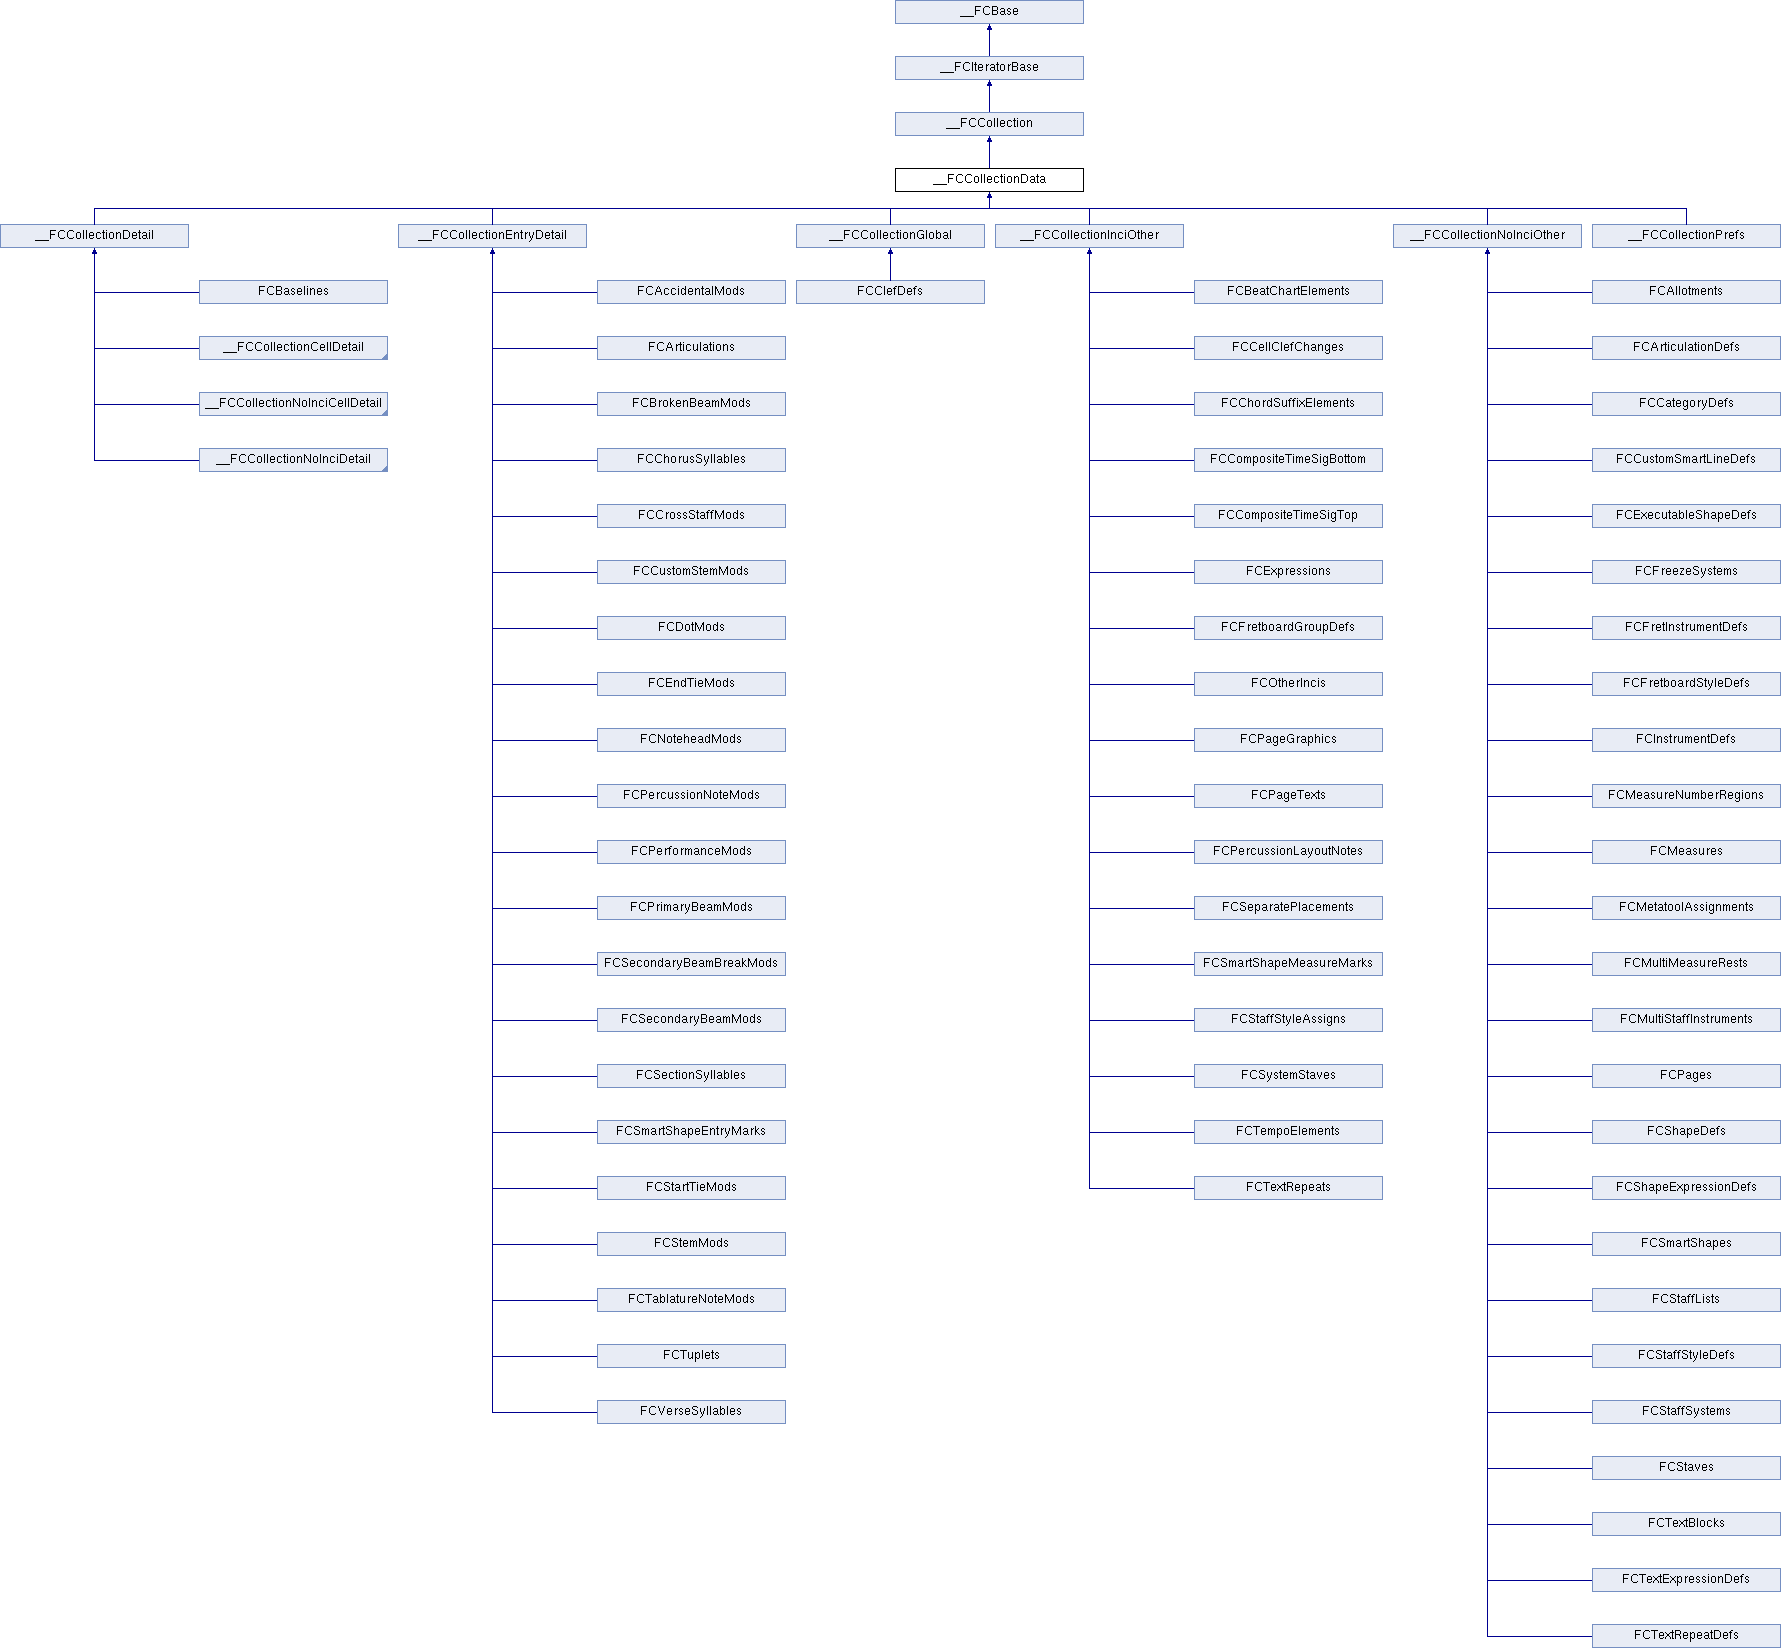 __FCBase
__FCIteratorBase
__FCCollection
__FCCollectionData
__FCCollectionDetail
__FCCollectionEntryDetail
__FCCollectionGlobal
__FCCollectionInciOther
__FCCollectionNoInciOther
__FCCollectionPrefs
FCBaselines
__FCCollectionCellDetail
__FCCollectionNoInciCellDetail
__FCCollectionNoInciDetail
FCAccidentalMods
FCArticulations
FCBrokenBeamMods
FCChorusSyllables
FCCrossStaffMods
FCCustomStemMods
FCDotMods
FCEndTieMods
FCNoteheadMods
FCPercussionNoteMods
FCPerformanceMods
FCPrimaryBeamMods
FCSecondaryBeamBreakMods
FCSecondaryBeamMods
FCSectionSyllables
FCSmartShapeEntryMarks
FCStartTieMods
FCStemMods
FCTablatureNoteMods
FCTuplets
FCVerseSyllables
FCClefDefs
FCBeatChartElements
FCCellClefChanges
FCChordSuffixElements
FCCompositeTimeSigBottom
FCCompositeTimeSigTop
FCExpressions
FCFretboardGroupDefs
FCOtherIncis
FCPageGraphics
FCPageTexts
FCPercussionLayoutNotes
FCSeparatePlacements
FCSmartShapeMeasureMarks
FCStaffStyleAssigns
FCSystemStaves
FCTempoElements
FCTextRepeats
FCAllotments
FCArticulationDefs
FCCategoryDefs
FCCustomSmartLineDefs
FCExecutableShapeDefs
FCFreezeSystems
FCFretInstrumentDefs
FCFretboardStyleDefs
FCInstrumentDefs
FCMeasureNumberRegions
FCMeasures
FCMetatoolAssignments
FCMultiMeasureRests
FCMultiStaffInstruments
FCPages
FCShapeDefs
FCShapeExpressionDefs
FCSmartShapes
FCStaffLists
FCStaffStyleDefs
FCStaffSystems
FCStaves
FCTextBlocks
FCTextExpressionDefs
FCTextRepeatDefs